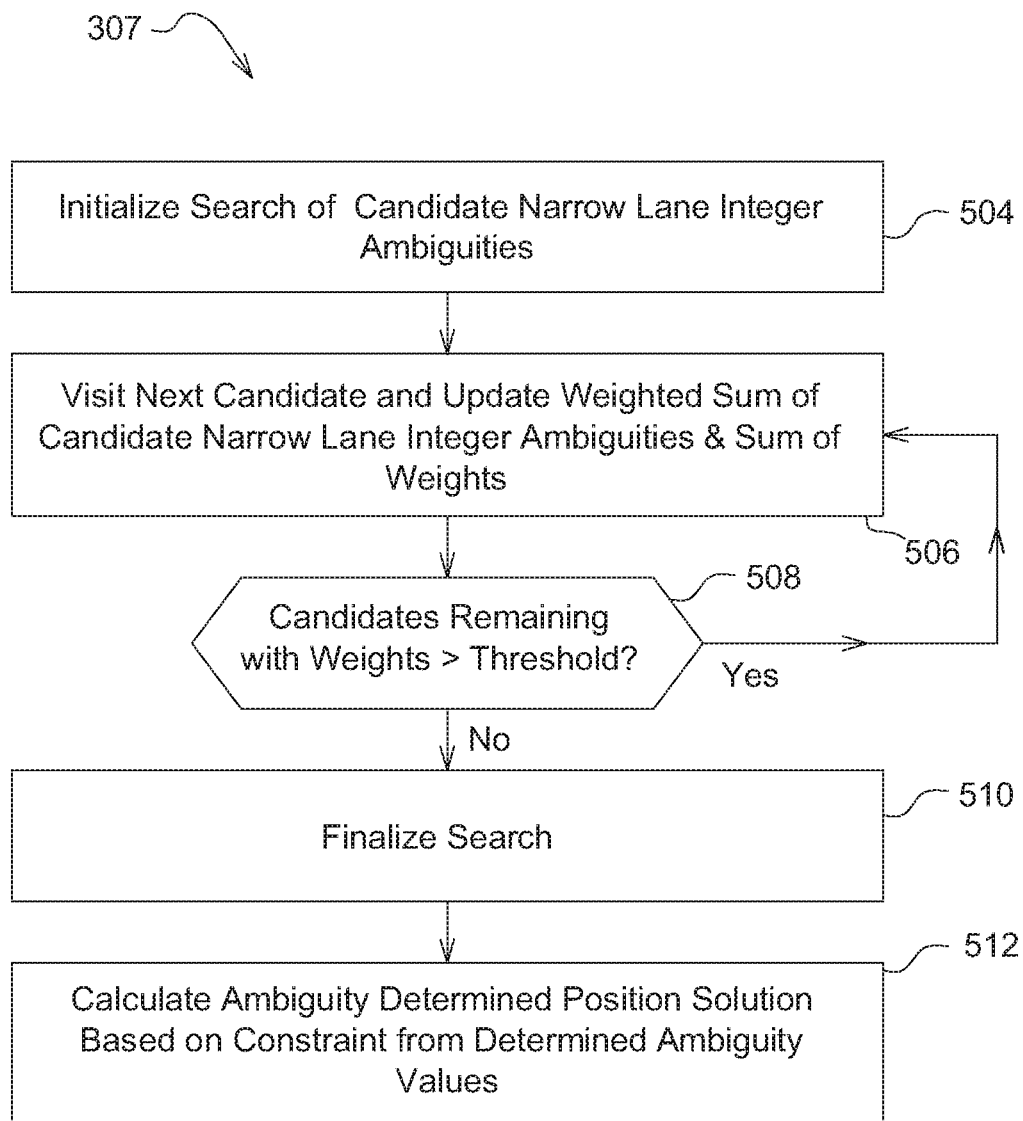 307
Initialize Search of Candidate Narrow Lane Integer
Ambiguities
504
Visit Next Candidate and Update Weighted Sum of
Candidate Narrow Lane Integer Ambiguities & Sum of
Weights
506
508
Candidates Remaining
with Weights > Threshold?
Yes
No
510
Finalize Search
512
Calculate Ambiguity Determined Position Solution
Based on Constraint from Determined Ambiguity
Values